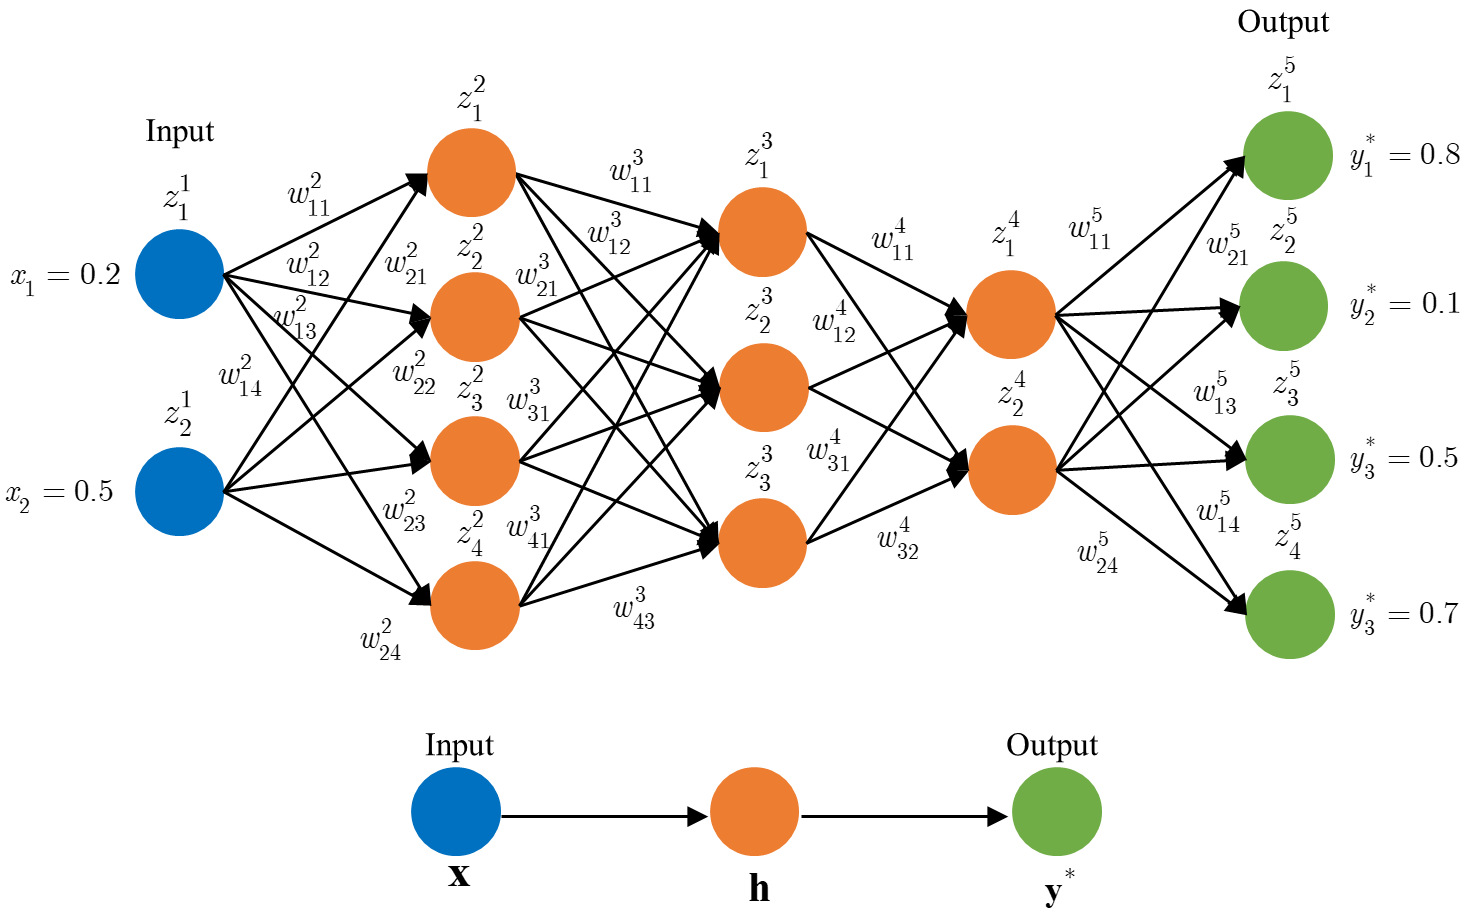 Output
z_1^5
Input
z_1^2
z_1^3
y_1^* = 0.8
z_1^1
w_11^2
w_11^3
w_12^3
z_2^2
w_12^2
w_21^2
w_21^3
x_1 = 0.2
w_13^2
w_11^4
z_1^4
w_11^5
w_21^5
z_2^5
z_2^3
w_12^4
y_2^* = 0.1
w_14^2
w_22^2
z_3^2
w_31^3
z_2^1
z_2^4
w_13^5
z_3^5
w_31^4
z_3^3
y_3^* = 0.5
x_2 = 0.5
w_23^2
z_4^2
w_41^3
w_32^4
w_14^5
w_24^5
z_4^5
w_24^2
w_43^3
y_3^* = 0.7
Input
Output
x
h
y^*